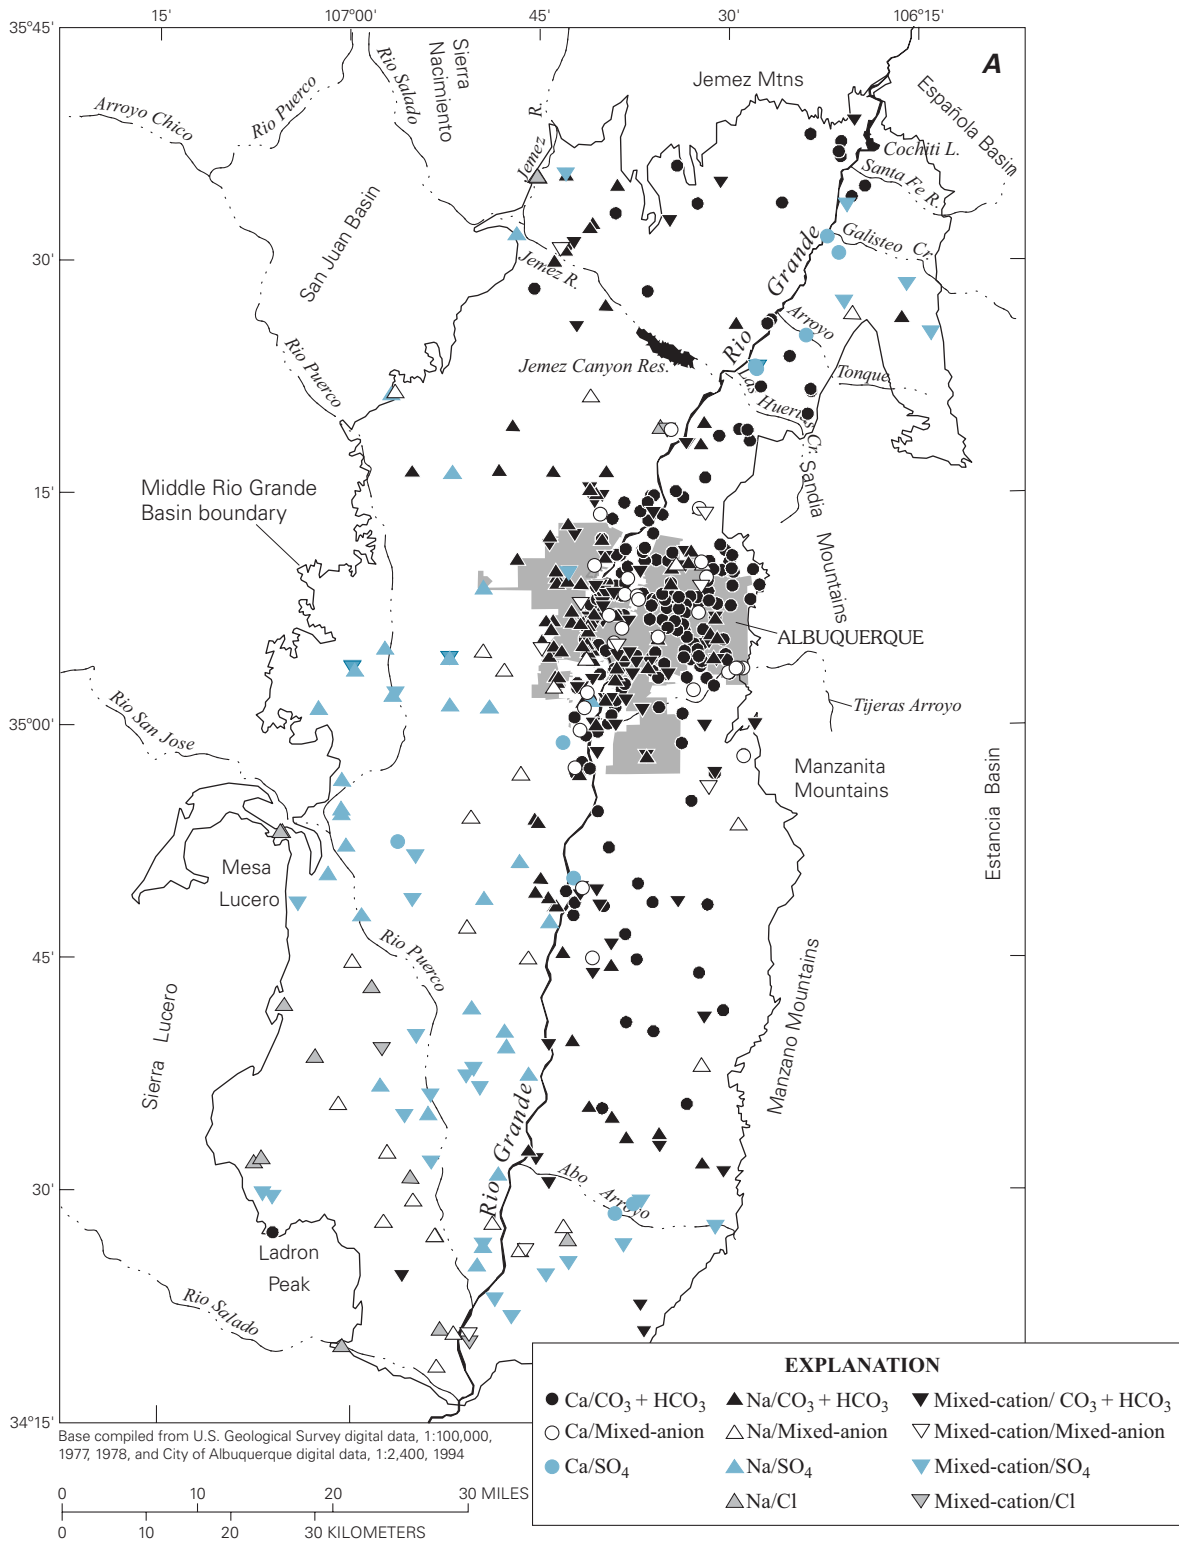 15'
107°00'
45'
30'
106°15'
35°45'
A
Sierra
Nacimiento
Jemez Mtns
Española Basin
Rio Puerco
Rio Salado
Arroyo Chico
Jemez R.
Cochiti L.
Santa Fe R.
San Juan Basin
Galisteo Cr.
30'
Jemez R.
Rio Grande
Arroyo
Tonque
Rio Puerco
Jemez Canyon Res.
Las Huertas Cr.
15'
Middle Rio Grande
Basin boundary
Sandia Mountains
ALBUQUERQUE
Rio San Jose
35°00'
Tijeras Arroyo
Manzanita
Mountains
Estancia Basin
Mesa
Lucero
Rio Puerco
45'
Sierra Lucero
Manzano Mountains
Rio Grande
Abo Arroyo
30'
Ladron
Peak
Rio Salado
34°15'
EXPLANATION
Ca/CO3 + HCO3
Na/CO3 + HCO3
Mixed-cation/ CO3 + HCO3
Ca/Mixed-anion
Na/Mixed-anion
Mixed-cation/Mixed-anion
Ca/SO4
Na/SO4
Mixed-cation/SO4
Na/Cl
Mixed-cation/Cl
Base compiled from U.S. Geological Survey digital data, 1:100,000,
1977, 1978, and City of Albuquerque digital data, 1:2,400, 1994
0 10 20 30 MILES
0 10 20 30 KILOMETERS